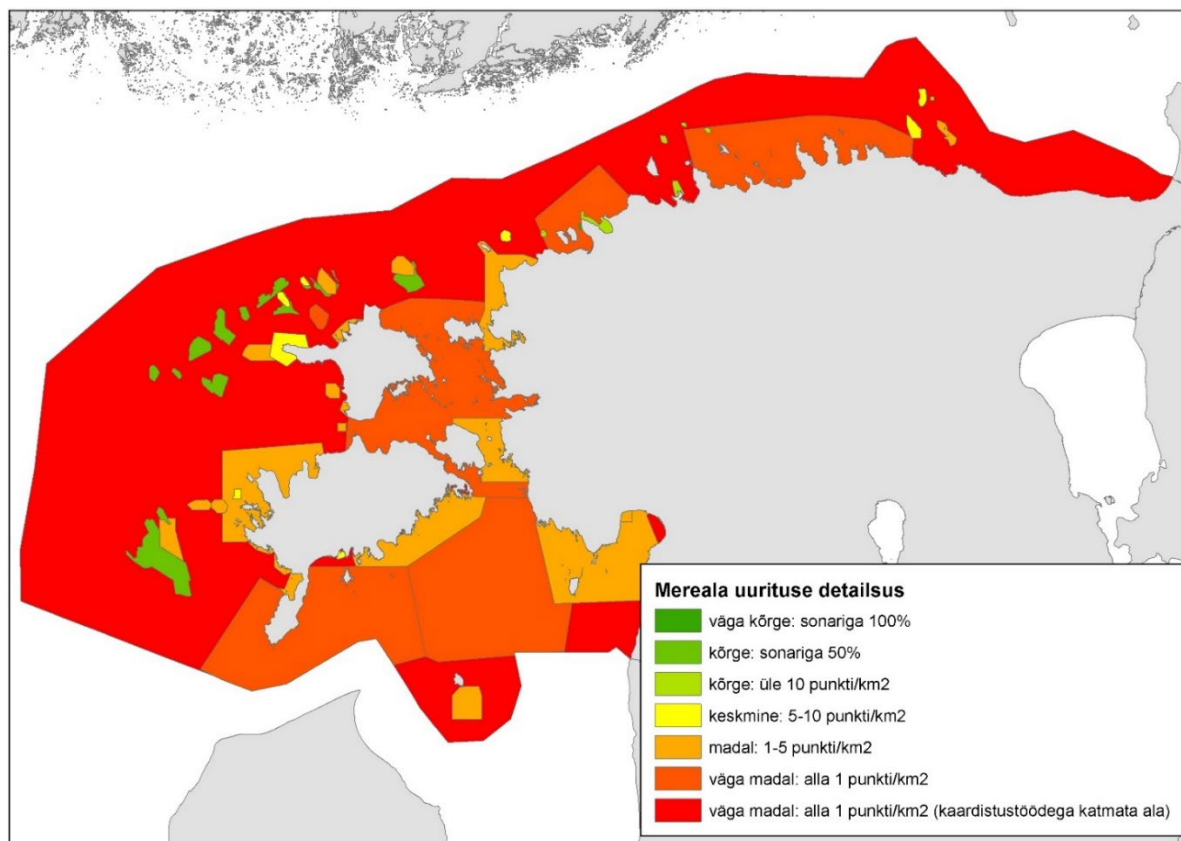 Mereala uurituse detailsus
väga kõrge: sonariga 100%
kõrge: sonariga 50%
kõrge: üle 10 punkti/km2
keskmine: 5-10 punkti/km2
madal: 1-5 punkti/km2
väga madal: alla 1 punkti/km2
väga madal: alla 1 punkti/km2 (kaardistustöödega katmata ala)